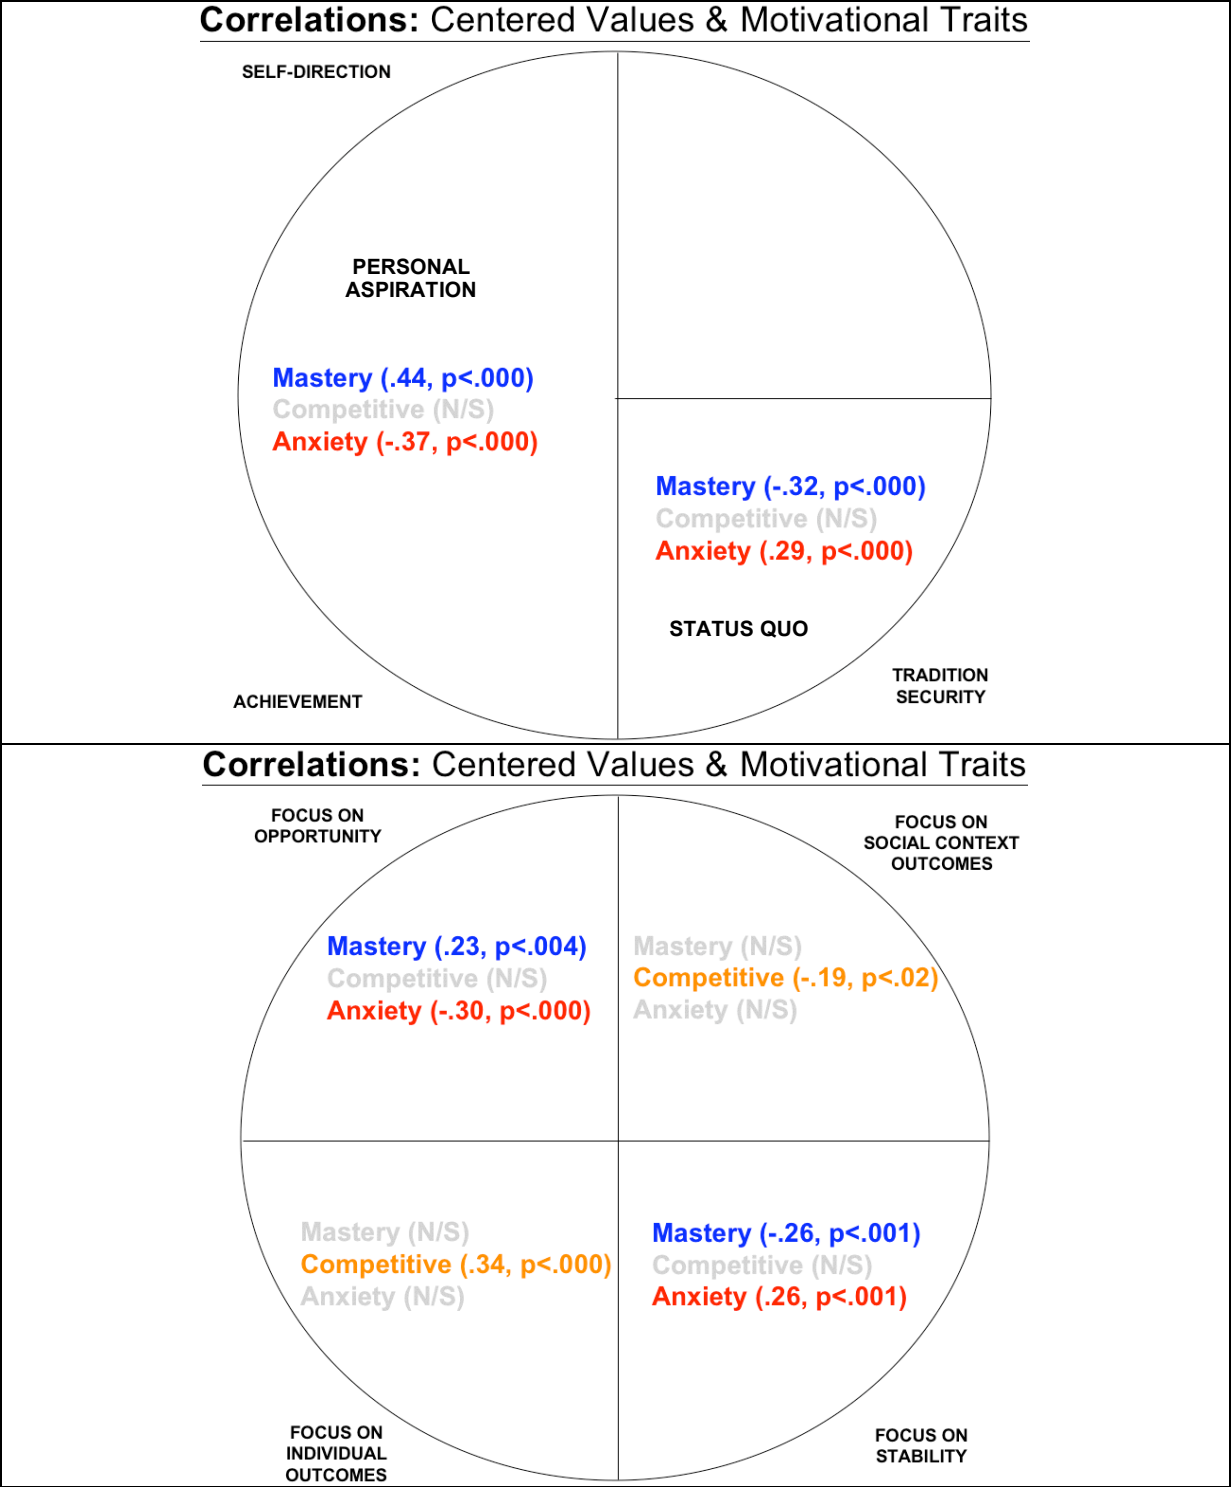 Correlations: Centered Values & Motivational Traits
SELF-DIRECTION
PERSONAL
ASPIRATION
Mastery (.44, p<.000)
Competitive (N/S)
Anxiety (-.37, p<.000)
Mastery (-.32, p<.000)
Competitive (N/S)
Anxiety (.29, p<.000)
STATUS QUO
TRADITION
SECURITY
ACHIEVEMENT
Correlations: Centered Values & Motivational Traits
FOCUS ON
OPPORTUNITY
FOCUS ON
SOCIAL CONTEXT
OUTCOMES
Mastery (.23, p<.004)
Competitive (N/S)
Anxiety (-.30, p<.000)
Mastery (N/S)
Competitive (-.19, p<.02)
Anxiety (N/S)
Mastery (N/S)
Competitive (.34, p<.000)
Anxiety (N/S)
Mastery (-.26, p<.001)
Competitive (N/S)
Anxiety (.26, p<.001)
FOCUS ON
INDIVIDUAL
OUTCOMES
FOCUS ON
STABILITY